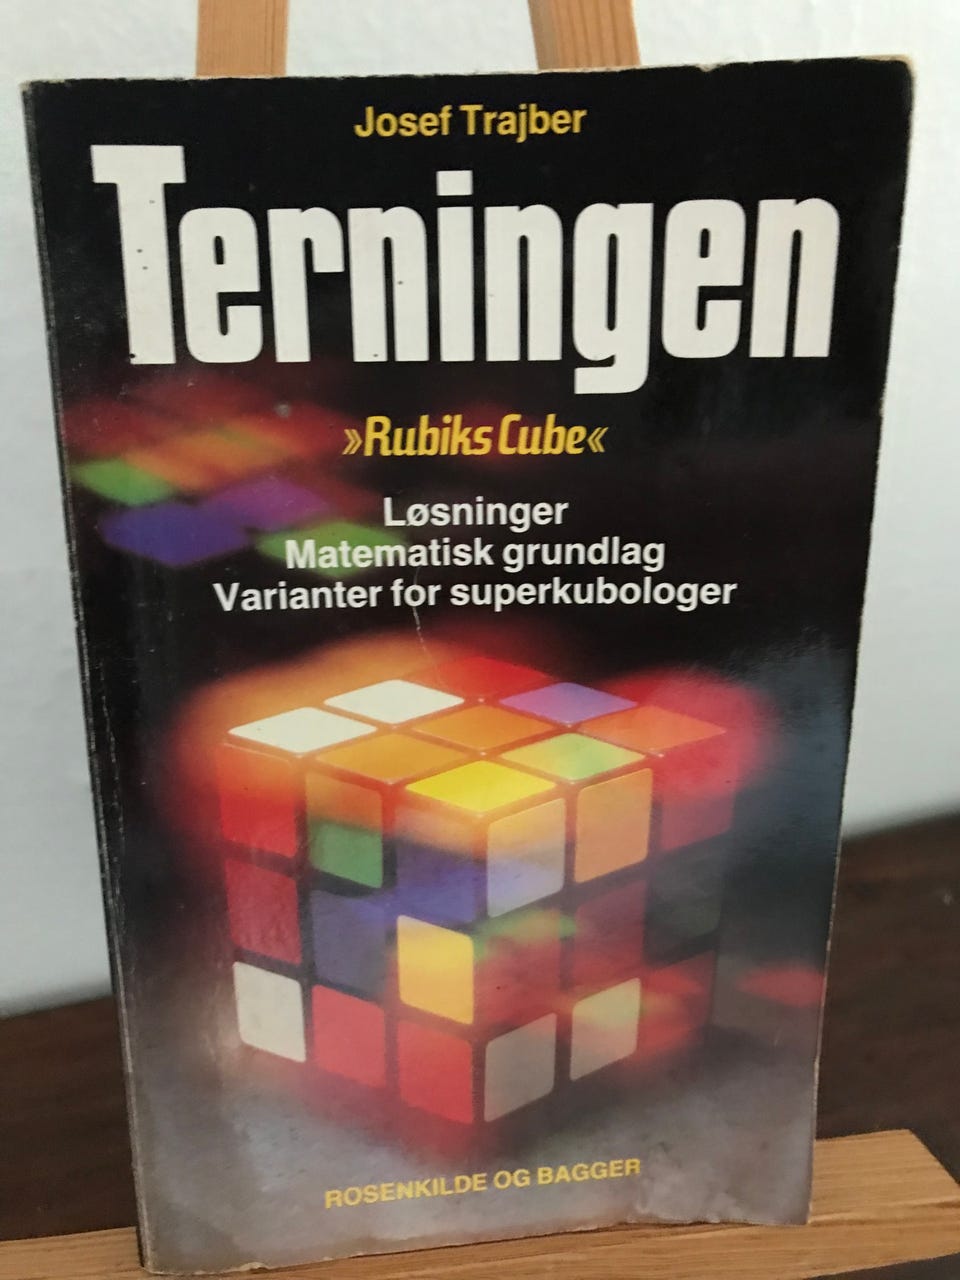 Josef Trajber
Terningen
»Rubiks Cube«
Løsninger
Matematisk grundlag
Varianter for superkubologer
ROSENKILDE OG BAGGER